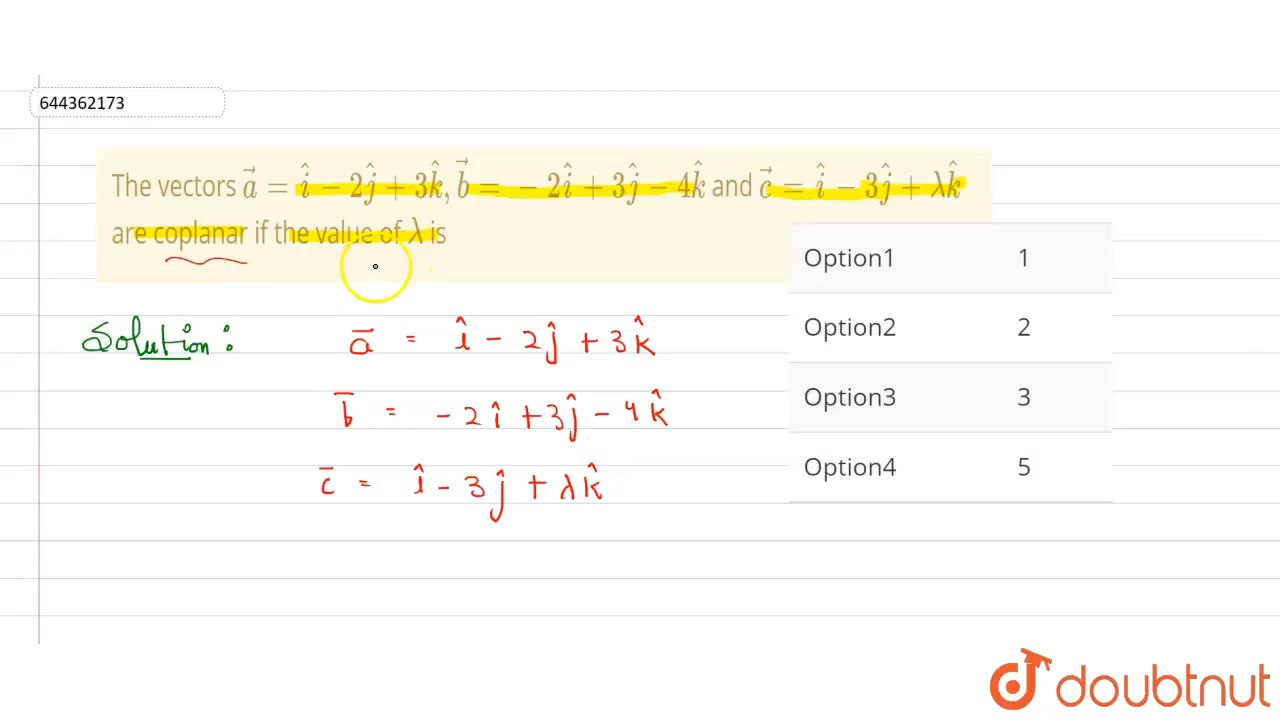 644362173
The vectors $\vec{a} = \hat{i} - 2\hat{j} + 3\hat{k}, \vec{b} = -2\hat{i} + 3\hat{j} - 4\hat{k}$ and $\vec{c} = \hat{i} - 3\hat{j} + \lambda\hat{k}$
are coplanar if the value of λ is
Option1 1
Option2 2
Option3 3
Option4 5
Solution:
$\bar{a} = \hat{i} - 2\hat{j} + 3\hat{k}$
$\bar{b} = -2\hat{i} + 3\hat{j} - 4\hat{k}$
$\bar{c} = \hat{i} - 3\hat{j} + \lambda\hat{k}$
doubtnut